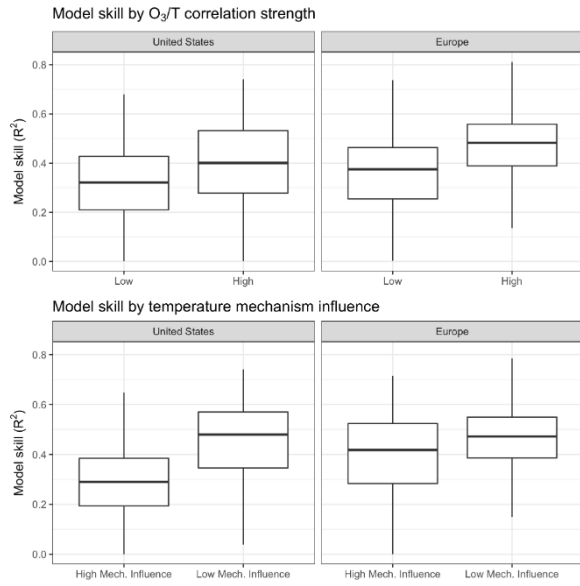 Model skill by O₃/T correlation strength
United States
Europe
Model skill (R²)
0.8
0.6
0.4
0.2
0.0
Low
High
Low
High
Model skill by temperature mechanism influence
United States
Europe
Model skill (R²)
0.8
0.6
0.4
0.2
0.0
High Mech. Influence
Low Mech. Influence
High Mech. Influence
Low Mech. Influence